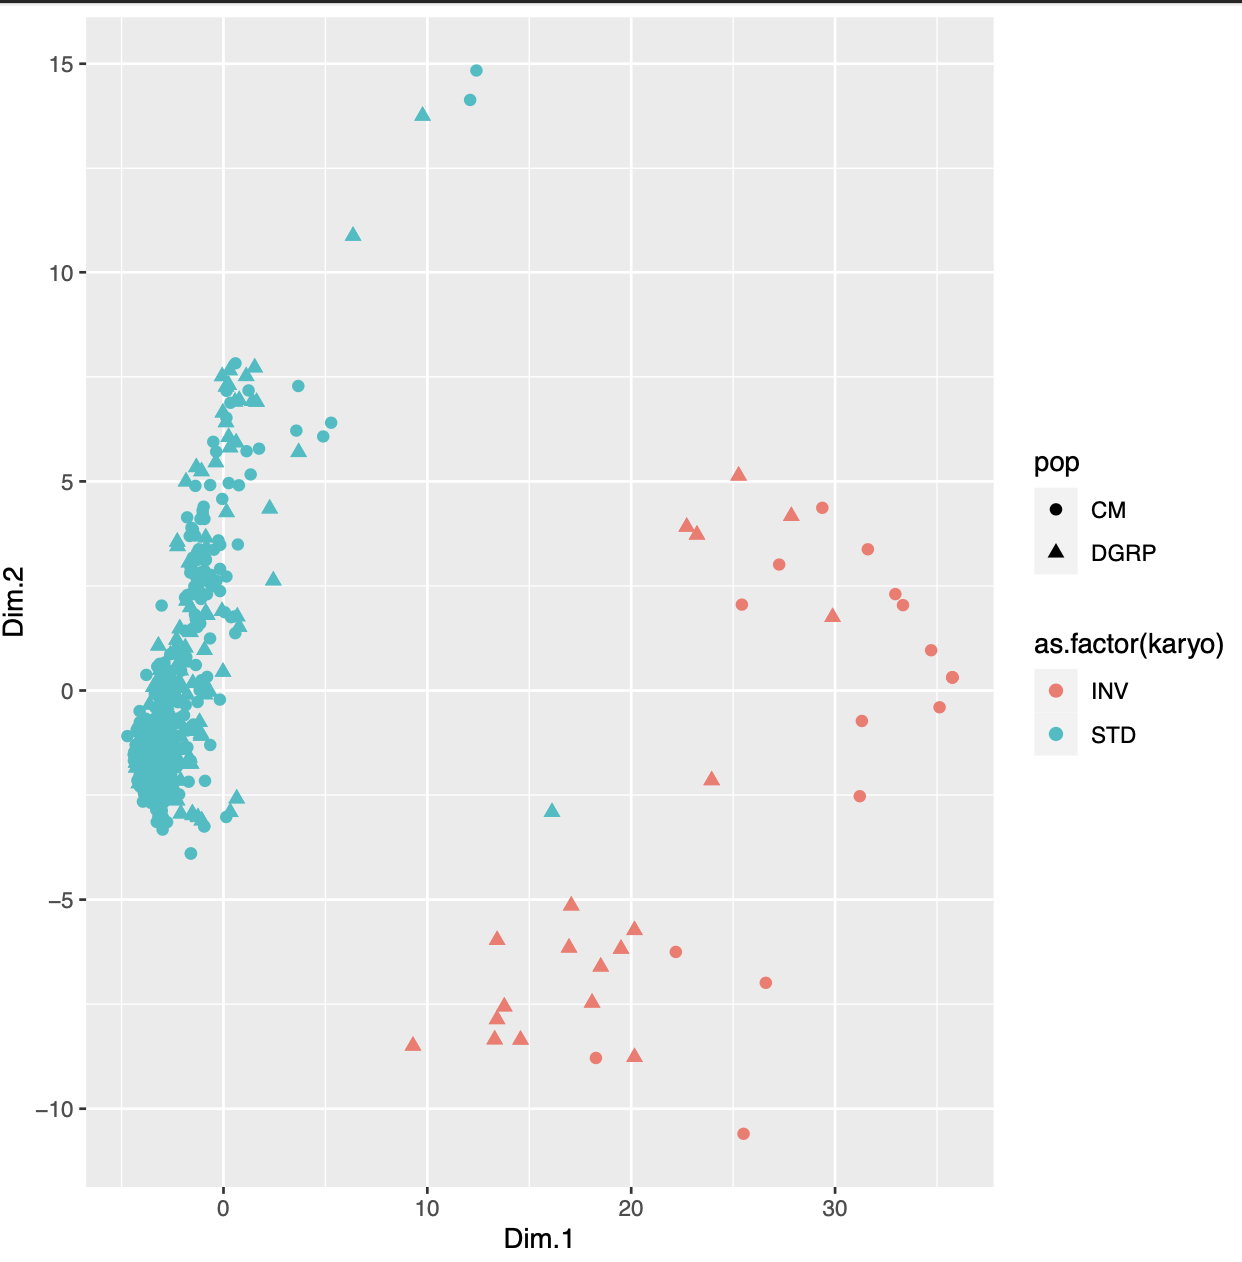 15
10
5
0
−5
−10
Dim.2
0 10 20 30
Dim.1
pop
CM
DGRP
as.factor(karyo)
INV
STD